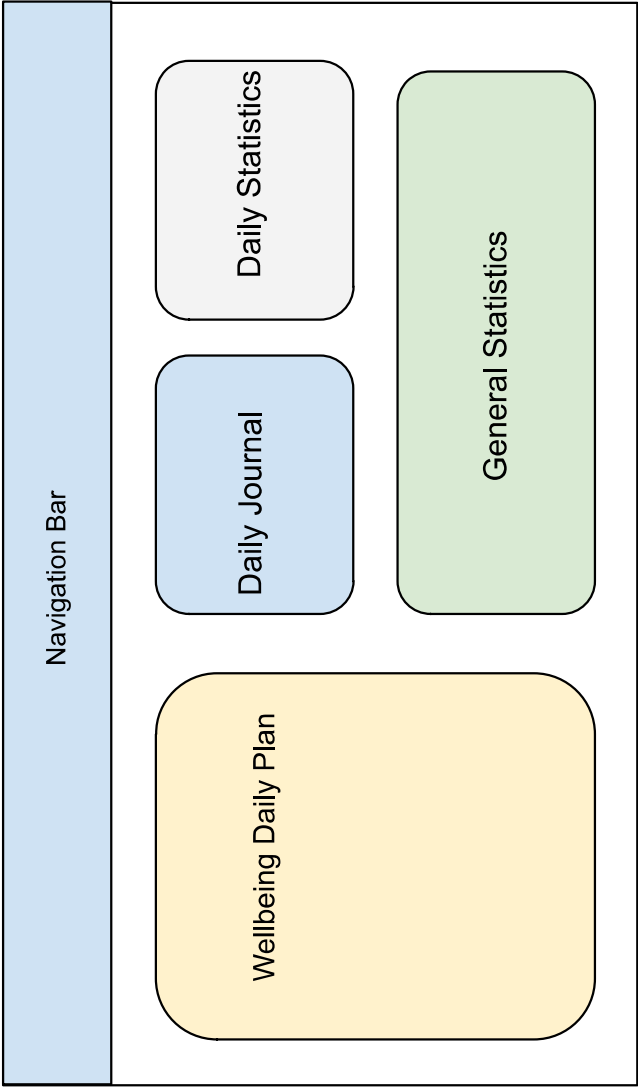 Navigation Bar
Wellbeing Daily Plan
Daily Journal
Daily Statistics
General Statistics